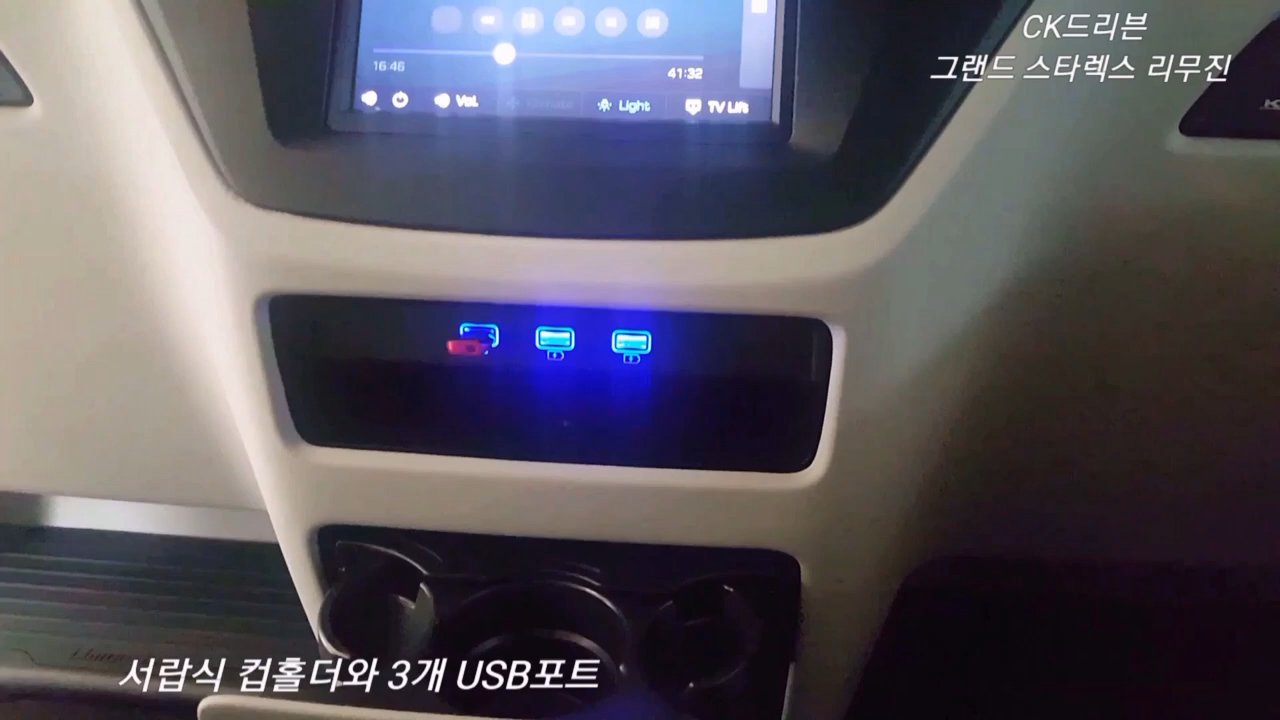 CK드리븐
그랜드 스타렉스 리무진
16:46
41:32
Vol.
Climate
Light
TV Lift
서랍식 컵홀더와 3개 USB포트